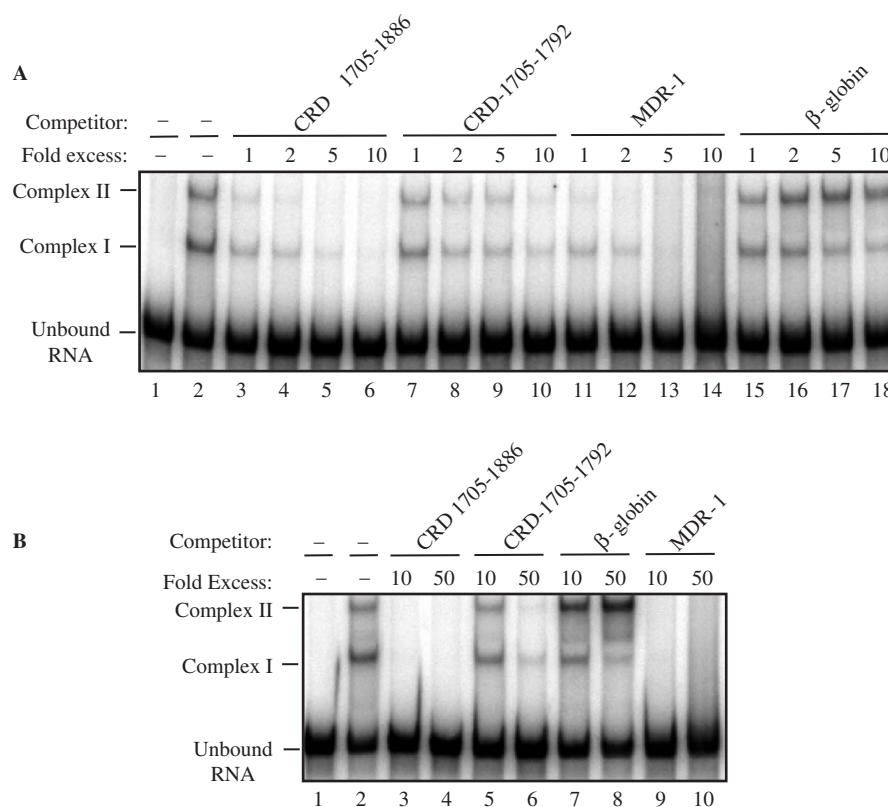 A
CRD 1705-1886 CRD-1705-1792 MDR-1 β-globin
Competitor: – –
Fold excess: – – 1 2 5 10 1 2 5 10 1 2 5 10 1 2 5 10
Complex II
Complex I
Unbound
RNA
1 2 3 4 5 6 7 8 9 10 11 12 13 14 15 16 17 18
B
CRD 1705-1886 CRD-1705-1792 β-globin MDR-1
Competitor: – –
Fold Excess: – – 10 50 10 50 10 50 10 50
Complex II
Complex I
Unbound
RNA
1 2 3 4 5 6 7 8 9 10